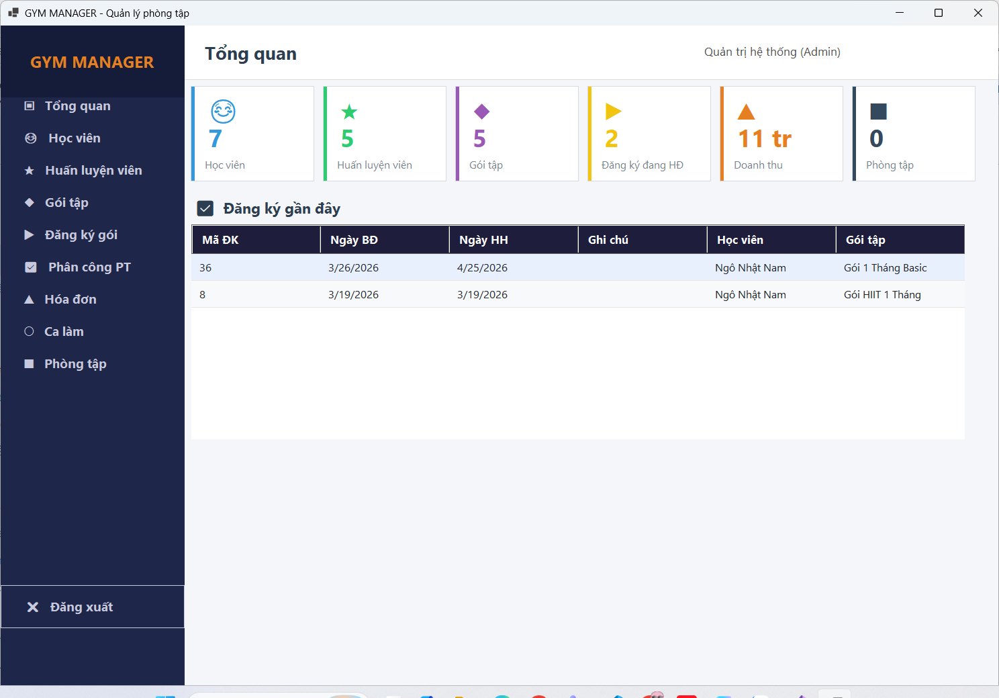 GYM MANAGER - Quản lý phòng tập
GYM MANAGER
Tổng quan
Học viên
Huấn luyện viên
Gói tập
Đăng ký gói
Phân công PT
Hóa đơn
Ca làm
Phòng tập
Đăng xuất
Tổng quan
Quản trị hệ thống (Admin)
7
Học viên
5
Huấn luyện viên
5
Gói tập
2
Đăng ký đang HĐ
11 tr
Doanh thu
0
Phòng tập
Đăng ký gần đây
Mã ĐK Ngày BĐ Ngày HH Ghi chú Học viên Gói tập
36 3/26/2026 4/25/2026 Ngô Nhật Nam Gói 1 Tháng Basic
8 3/19/2026 3/19/2026 Ngô Nhật Nam Gói HIIT 1 Tháng